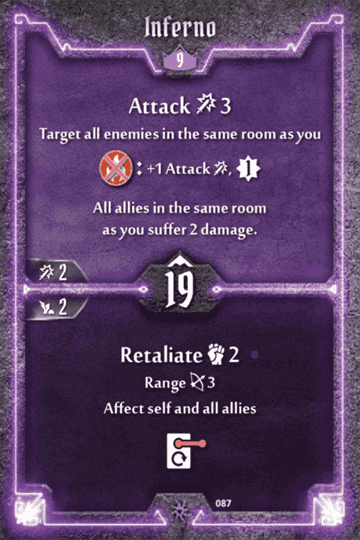 Inferno
9
Attack 3
Target all enemies in the same room as you
: +1 Attack , 1
All allies in the same room
as you suffer 2 damage.
2
19
2
Retaliate 2
Range 3
Affect self and all allies
087